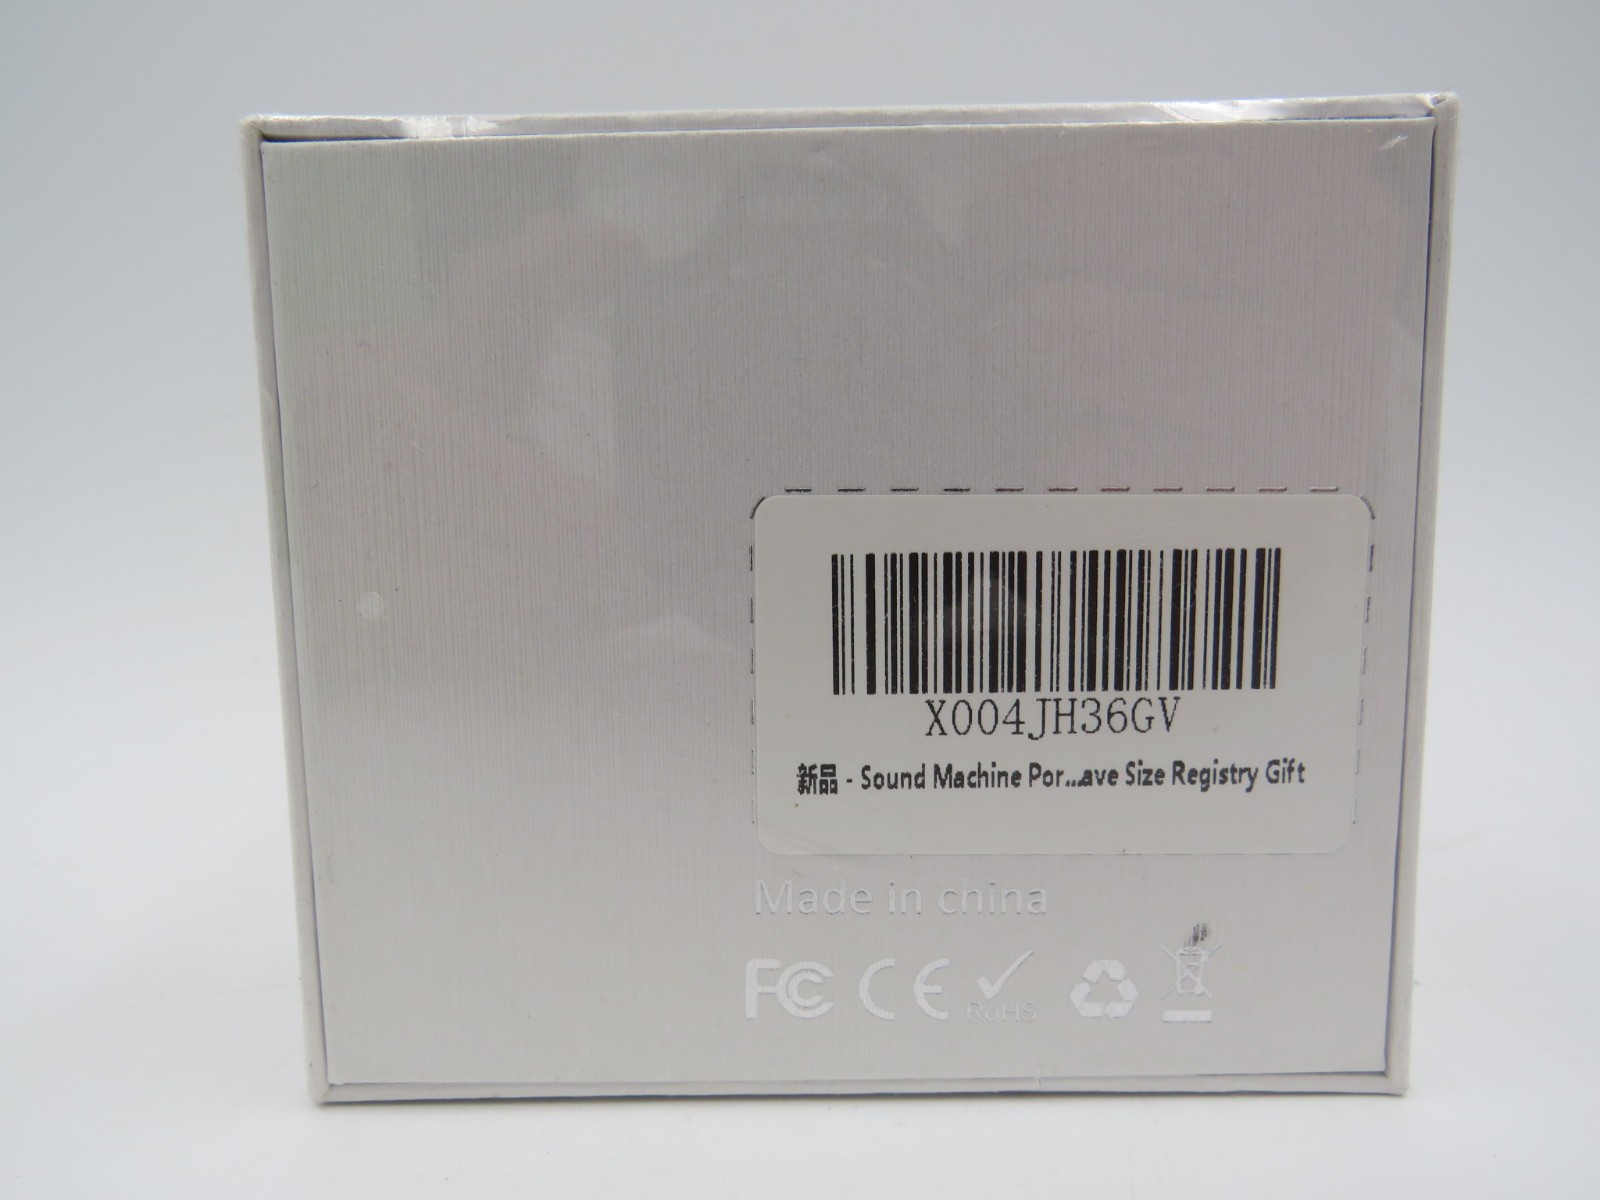 X004JH36GV
新品 - Sound Machine Por...ave Size Registry Gift
Made in china
FC CE RoHS